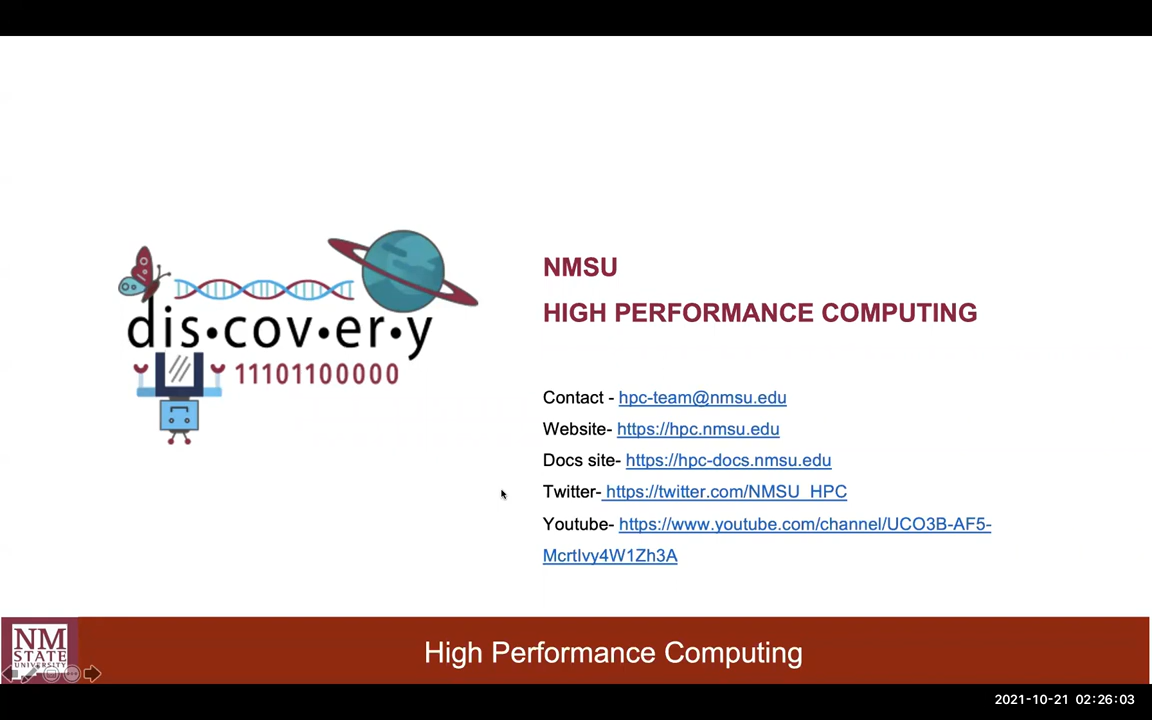 dis•cov•er•y
11101100000
NMSU
HIGH PERFORMANCE COMPUTING
Contact - hpc-team@nmsu.edu
Website- https://hpc.nmsu.edu
Docs site- https://hpc-docs.nmsu.edu
Twitter- https://twitter.com/NMSU_HPC
Youtube- https://www.youtube.com/channel/UCO3B-AF5-
McrtIvy4W1Zh3A
NM
STATE
UNIVERSITY
High Performance Computing
2021-10-21 02:26:03